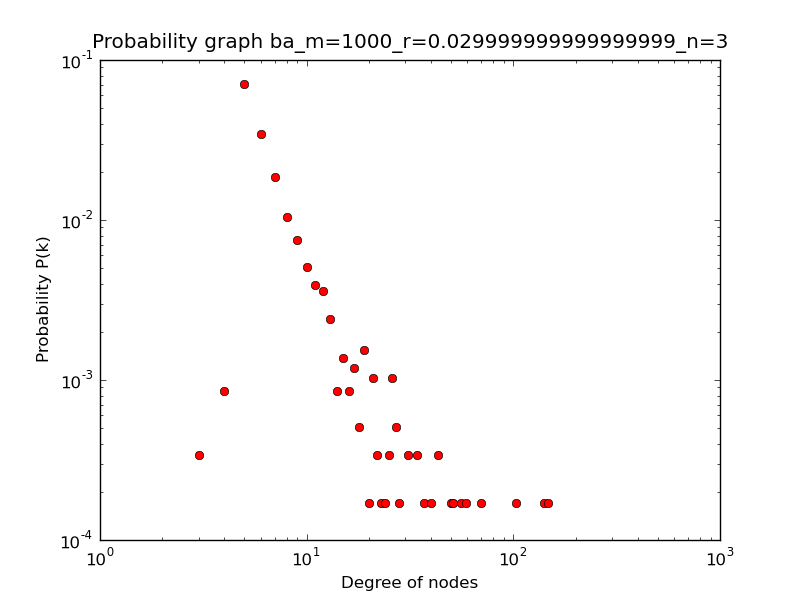 Probability graph ba_m=1000_r=0.029999999999999999_n=3
10^-1
10^-2
10^-3
10^-4
Probability P(k)
10^0 10^1 10^2 10^3
Degree of nodes